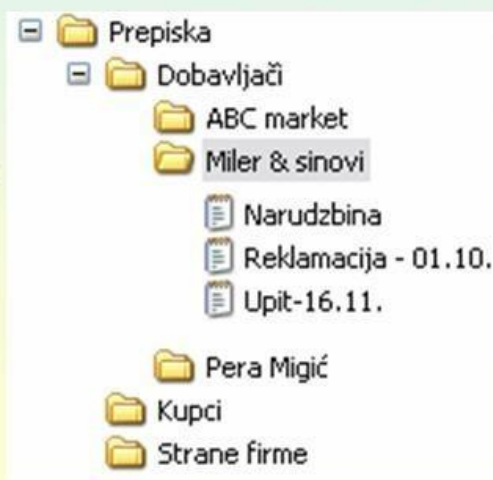 Prepiska
Dobavljači
ABC market
Miler & sinovi
Narudzbina
Reklamacija - 01.10.
Upit-16.11.
Pera Migić
Kupci
Strane firme